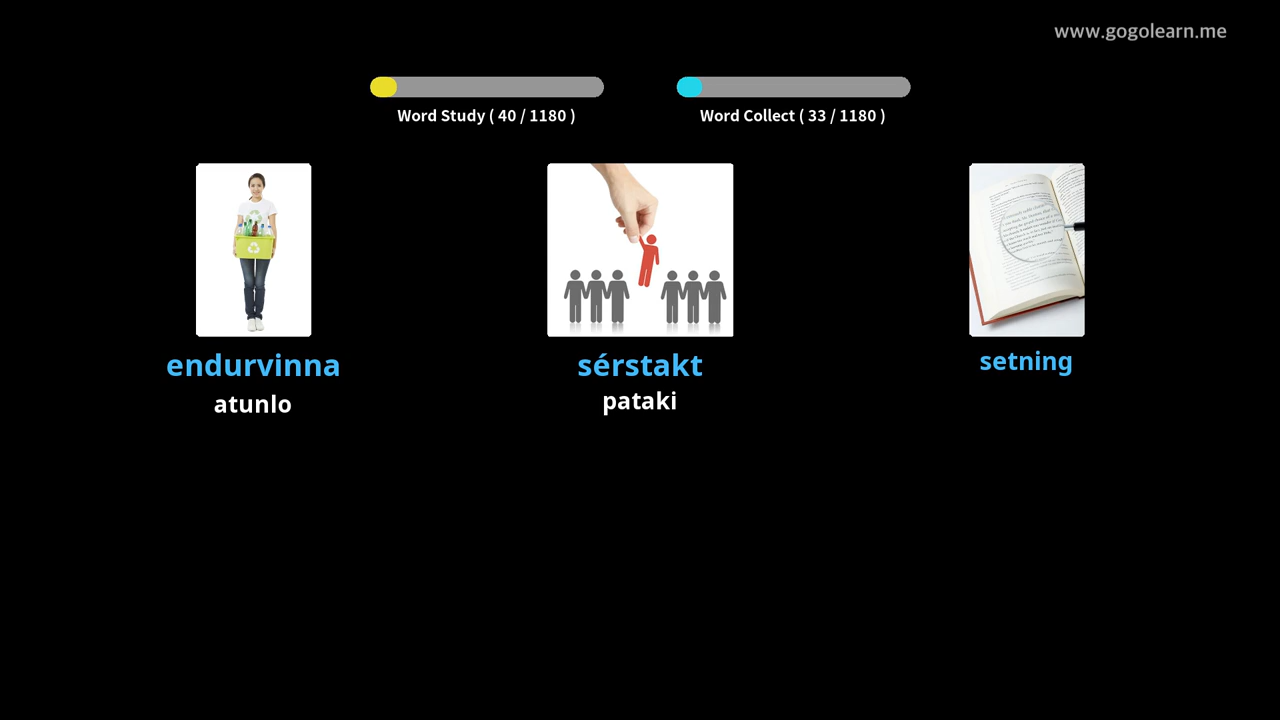 www.gogolearn.me
Word Study ( 40 / 1180 )
Word Collect ( 33 / 1180 )
endurvinna
sérstakt
setning
atunlo
pataki